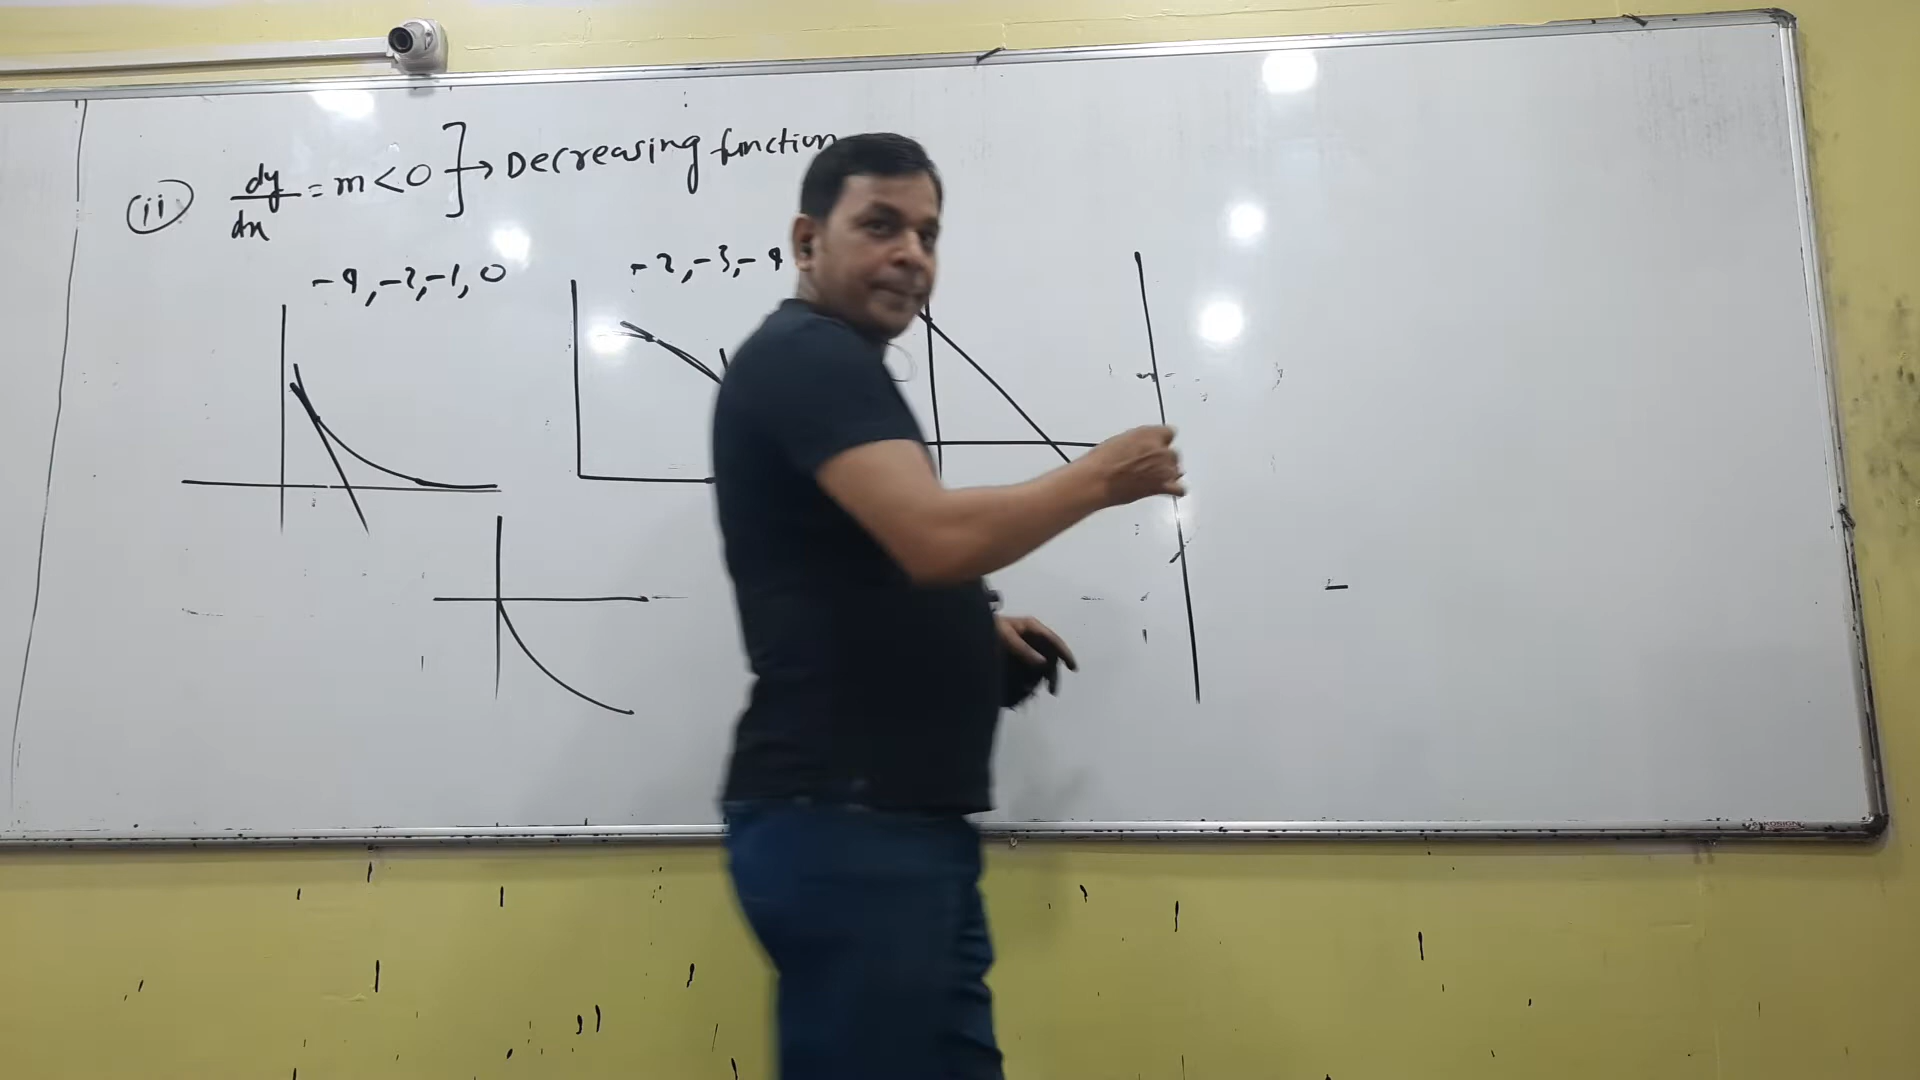 (ii) dy/dx = m < 0 ] → Decreasing function
-4, -2, -1, 0
-2, -3, -4